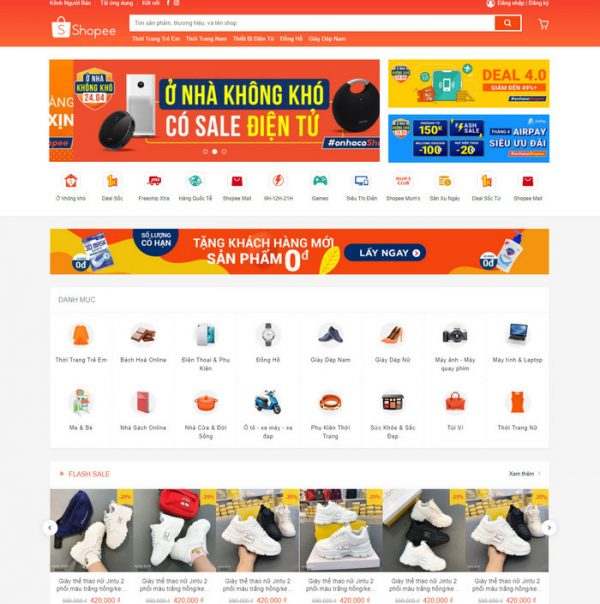 Kênh Người Bán Tải ứng dụng Kết nối Đăng nhập | Đăng ký
Shopee
Tìm sản phẩm, thương hiệu, và tên shop
Thời Trang Trẻ Em Thời Trang Nam Thiết Bị Điện Tử Đồng Hồ Giày Dép Nam
Ở NHÀ
KHÔNG KHÓ
24.04
Ở NHÀ KHÔNG KHÓ
CÓ SALE ĐIỆN TỬ
#onhacoSho
DEAL 4.0
GIẢM ĐẾN 49%
#onhacoShopee
150K
FLASH
SALE
WELCOME
-100
NẠP TIỀN
-20
THÁNG 4
AIRPAY
SIÊU ƯU ĐÃI
#onhacoShopee
Ở Không khó
Deal Sốc
Freeship Xtra
Hàng Quốc Tế
Shopee Mall
0H-12H-21H
Games
Siêu Thị Điện
Shopee Mum's
Săn Xu Ngày
Deal Sốc Từ
Shopee Mall
SỐ LƯỢNG
CÓ HẠN
0đ
TẶNG KHÁCH HÀNG MỚI
SẢN PHẨM 0đ
LẤY NGAY
0đ
DANH MỤC
Thời Trang Trẻ Em
Bách Hoá Online
Điện Thoại & Phụ
Kiện
Đồng Hồ
Giày Dép Nam
Giày Dép Nữ
Máy ảnh - Máy
quay phim
Máy tính & Laptop
Mẹ & Bé
Nhà Sách Online
Nhà Cửa & Đời
Sống
Ô tô - xe máy - xe
đạp
Phụ Kiện Thời
Trang
Sức Khỏe & Sắc
Đẹp
Túi Ví
Thời Trang Nữ
FLASH SALE
Xem thêm
-29% -29% -29% -29% -29% -29%
Giày thể thao nữ Jintu 2
phối màu trắng hồng/ke...
590,000 đ 420,000 đ
Giày thể thao nữ Jintu 2
phối màu trắng hồng/ke...
590,000 đ 420,000 đ
Giày thể thao nữ Jintu 2
phối màu trắng hồng/ke...
590,000 đ 420,000 đ
Giày thể thao nữ Jintu 2
phối màu trắng hồng/ke...
590,000 đ 420,000 đ
Giày thể thao nữ Jintu 2
phối màu trắng hồng/ke...
590,000 đ 420,000 đ
Giày thể thao nữ Jintu 2
phối màu trắng hồng/ke...
590,000 đ 420,000 đ